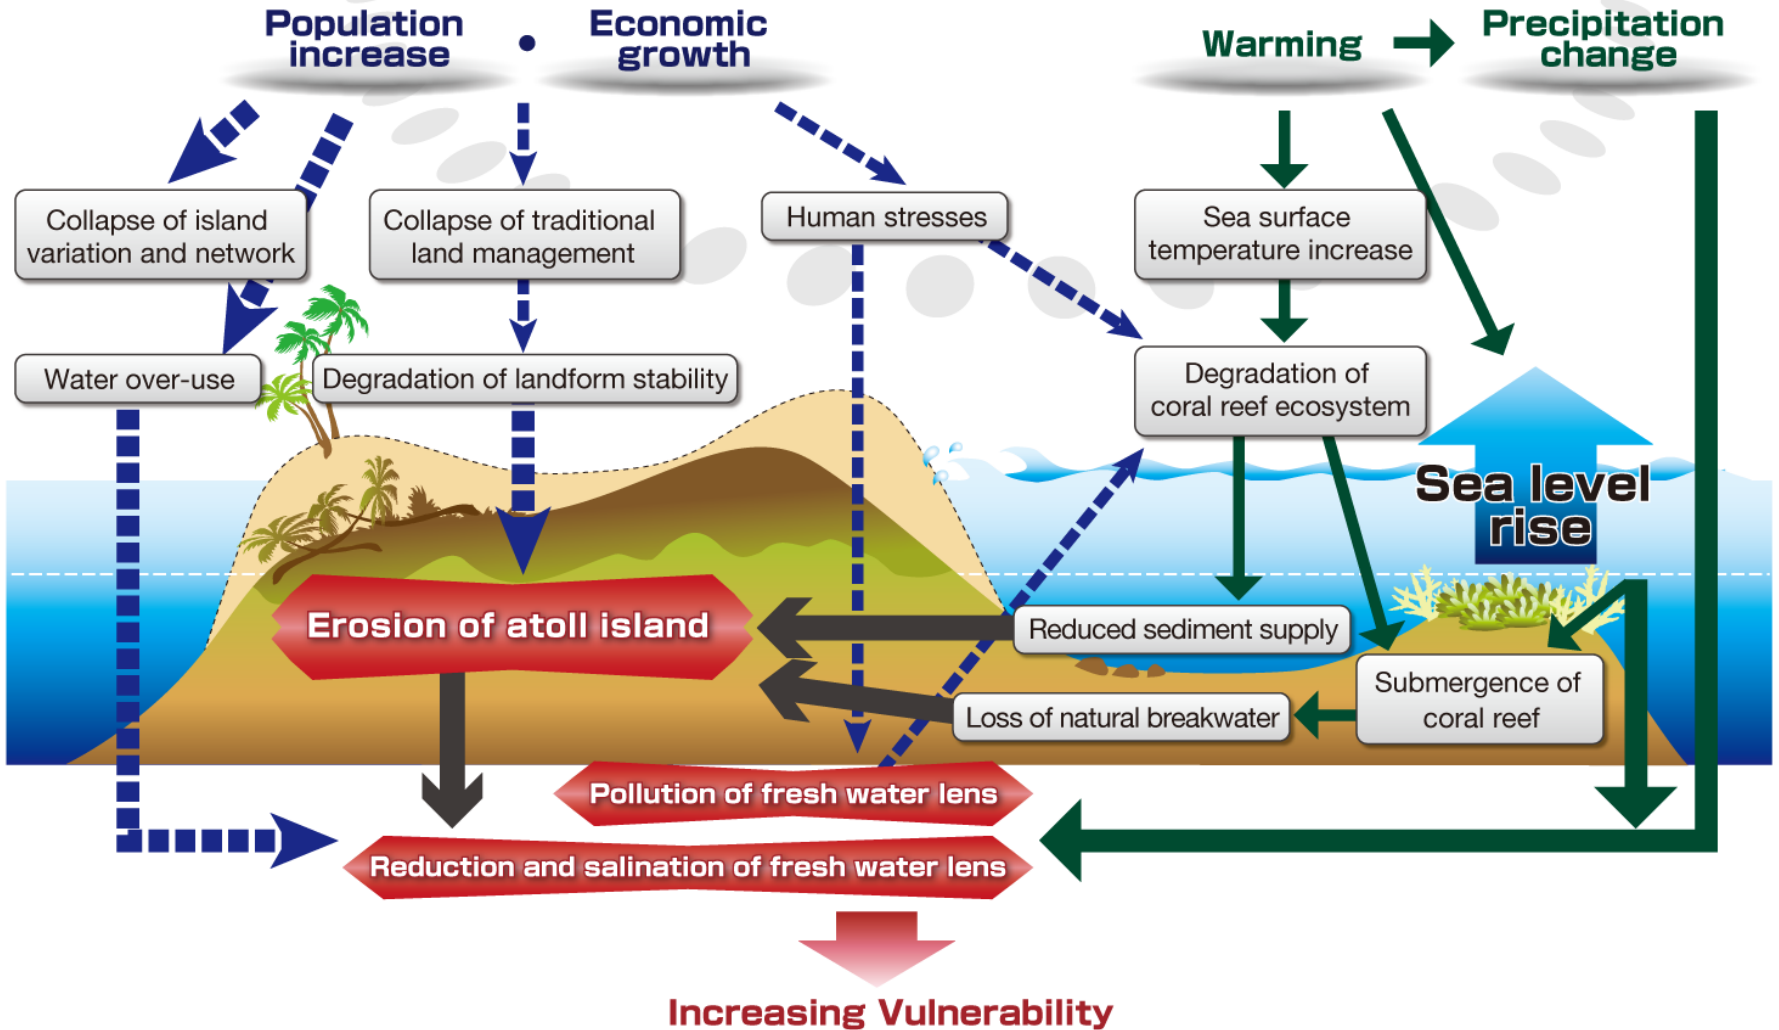 Population
increase
•
Economic
growth
Warming
Precipitation
change
Collapse of island
variation and network
Collapse of traditional
land management
Human stresses
Sea surface
temperature increase
Water over-use
Degradation of landform stability
Degradation of
coral reef ecosystem
Sea level
rise
Erosion of atoll island
Reduced sediment supply
Submergence of
coral reef
Loss of natural breakwater
Pollution of fresh water lens
Reduction and salination of fresh water lens
Increasing Vulnerability